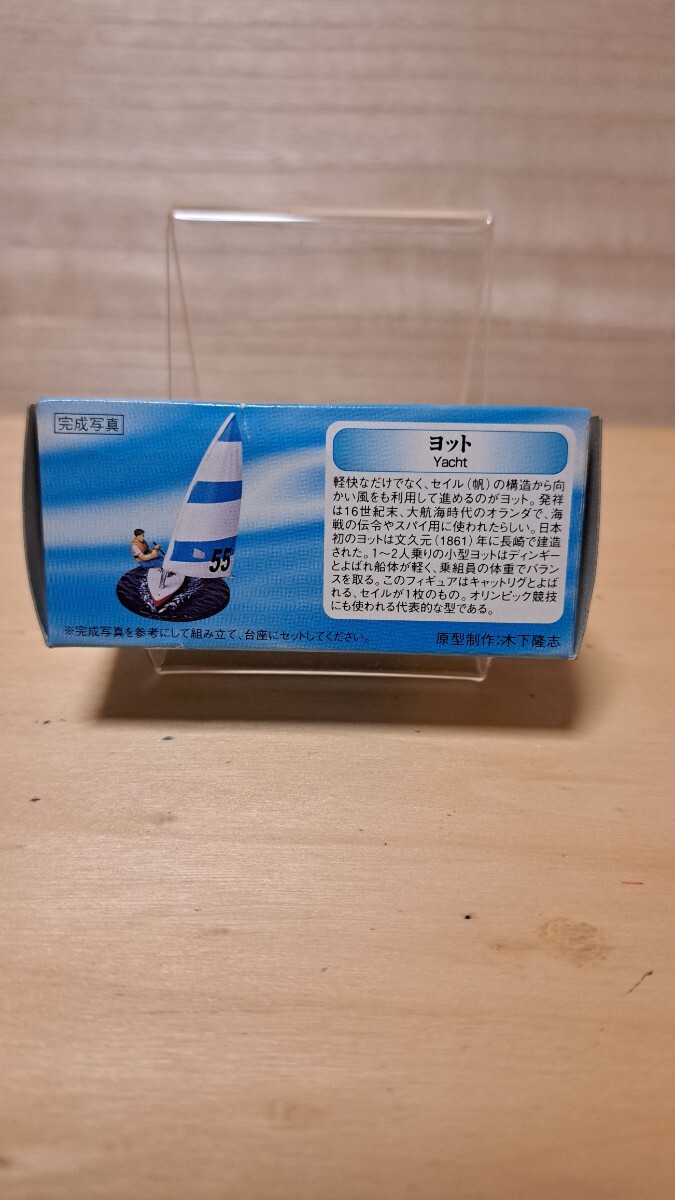 完成写真
55
※完成写真を参考にして組み立て、台座にセットしてください。
ヨット
Yacht
軽快なだけでなく、セイル(帆)の構造から向
かい風をも利用して進めるのがヨット。発祥
は16世紀末、大航海時代のオランダで、海
戦の伝令やスパイ用に使われたらしい。日本
初のヨットは文久元(1861)年に長崎で建造
された。1〜2人乗りの小型ヨットはディンギー
とよばれ船体が軽く、乗組員の体重でバラン
スを取る。このフィギュアはキャットリグとよば
れる、セイルが1枚のもの。オリンピック競技
にも使われる代表的な型である。
原型制作:木下隆志